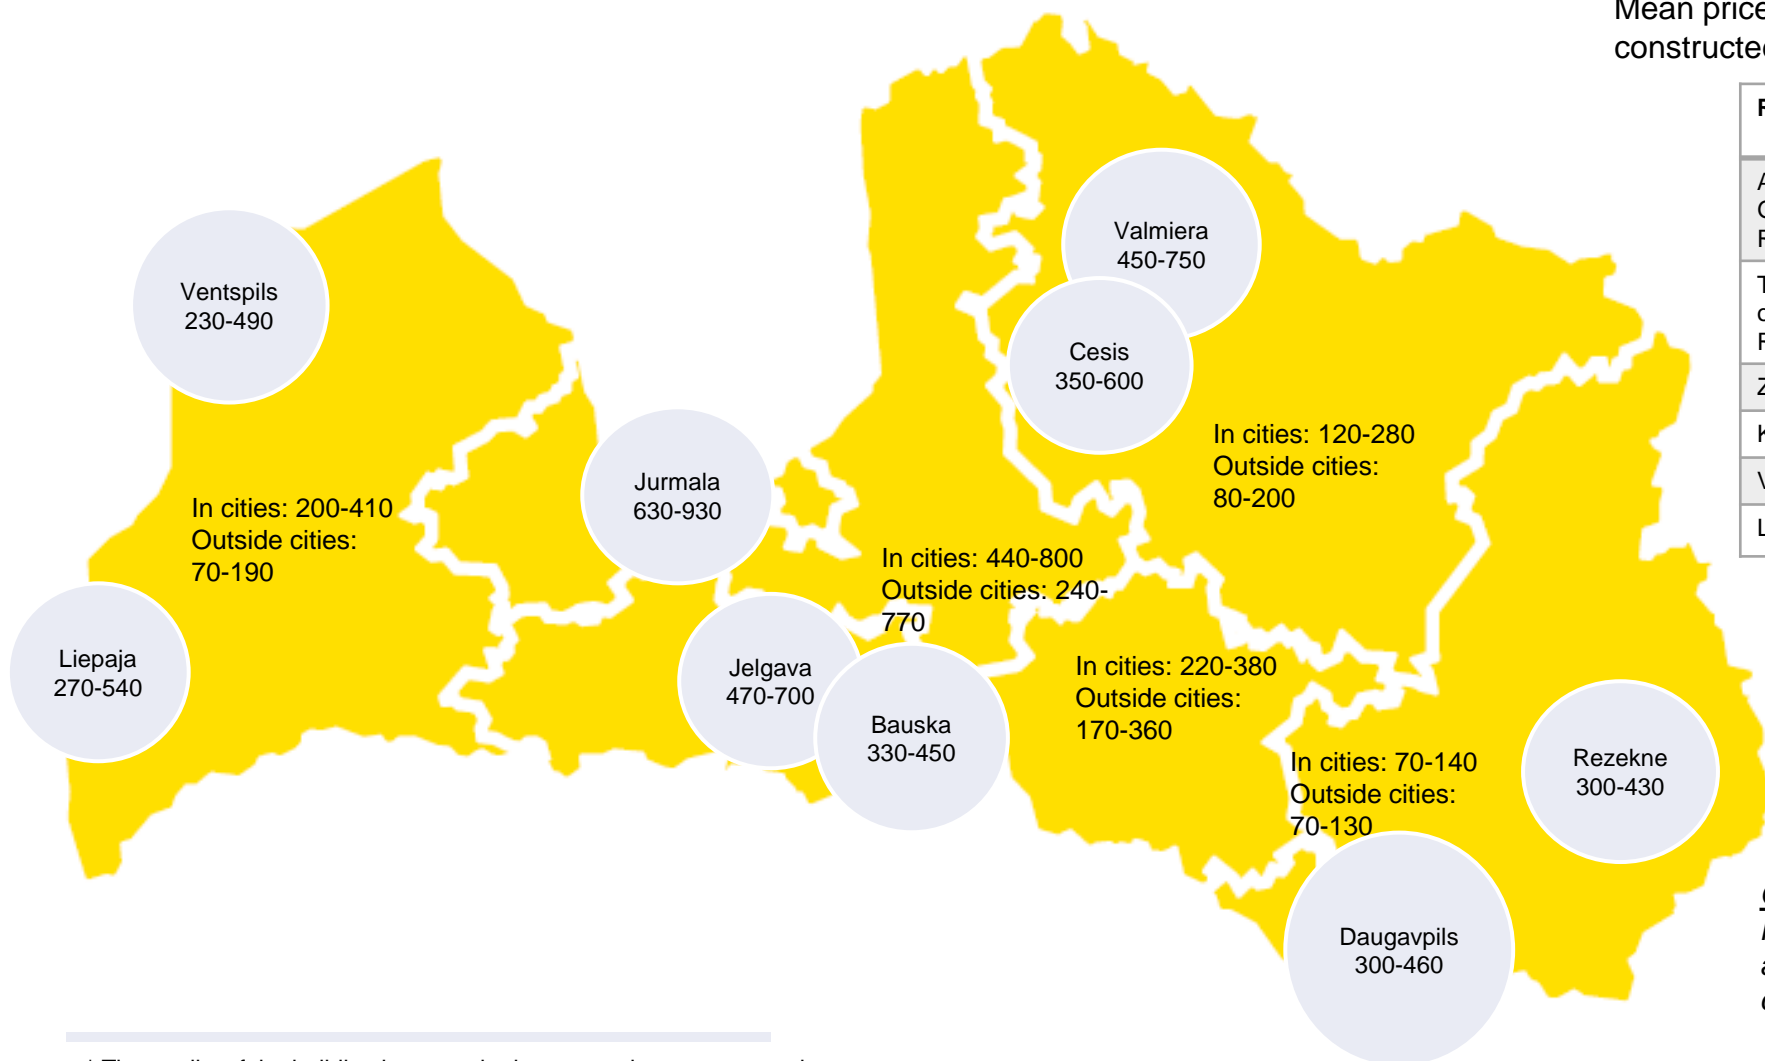 Mean price
constructed
Valmiera
450-750
Ventspils
230-490
Cesis
350-600
In cities: 120-280
Outside cities:
80-200
Jurmala
630-930
In cities: 200-410
Outside cities:
70-190
In cities: 440-800
Outside cities: 240-
770
Liepaja
270-540
Jelgava
470-700
In cities: 220-380
Outside cities:
170-360
Bauska
330-450
In cities: 70-140
Outside cities:
70-130
Rezekne
300-430
Daugavpils
300-460